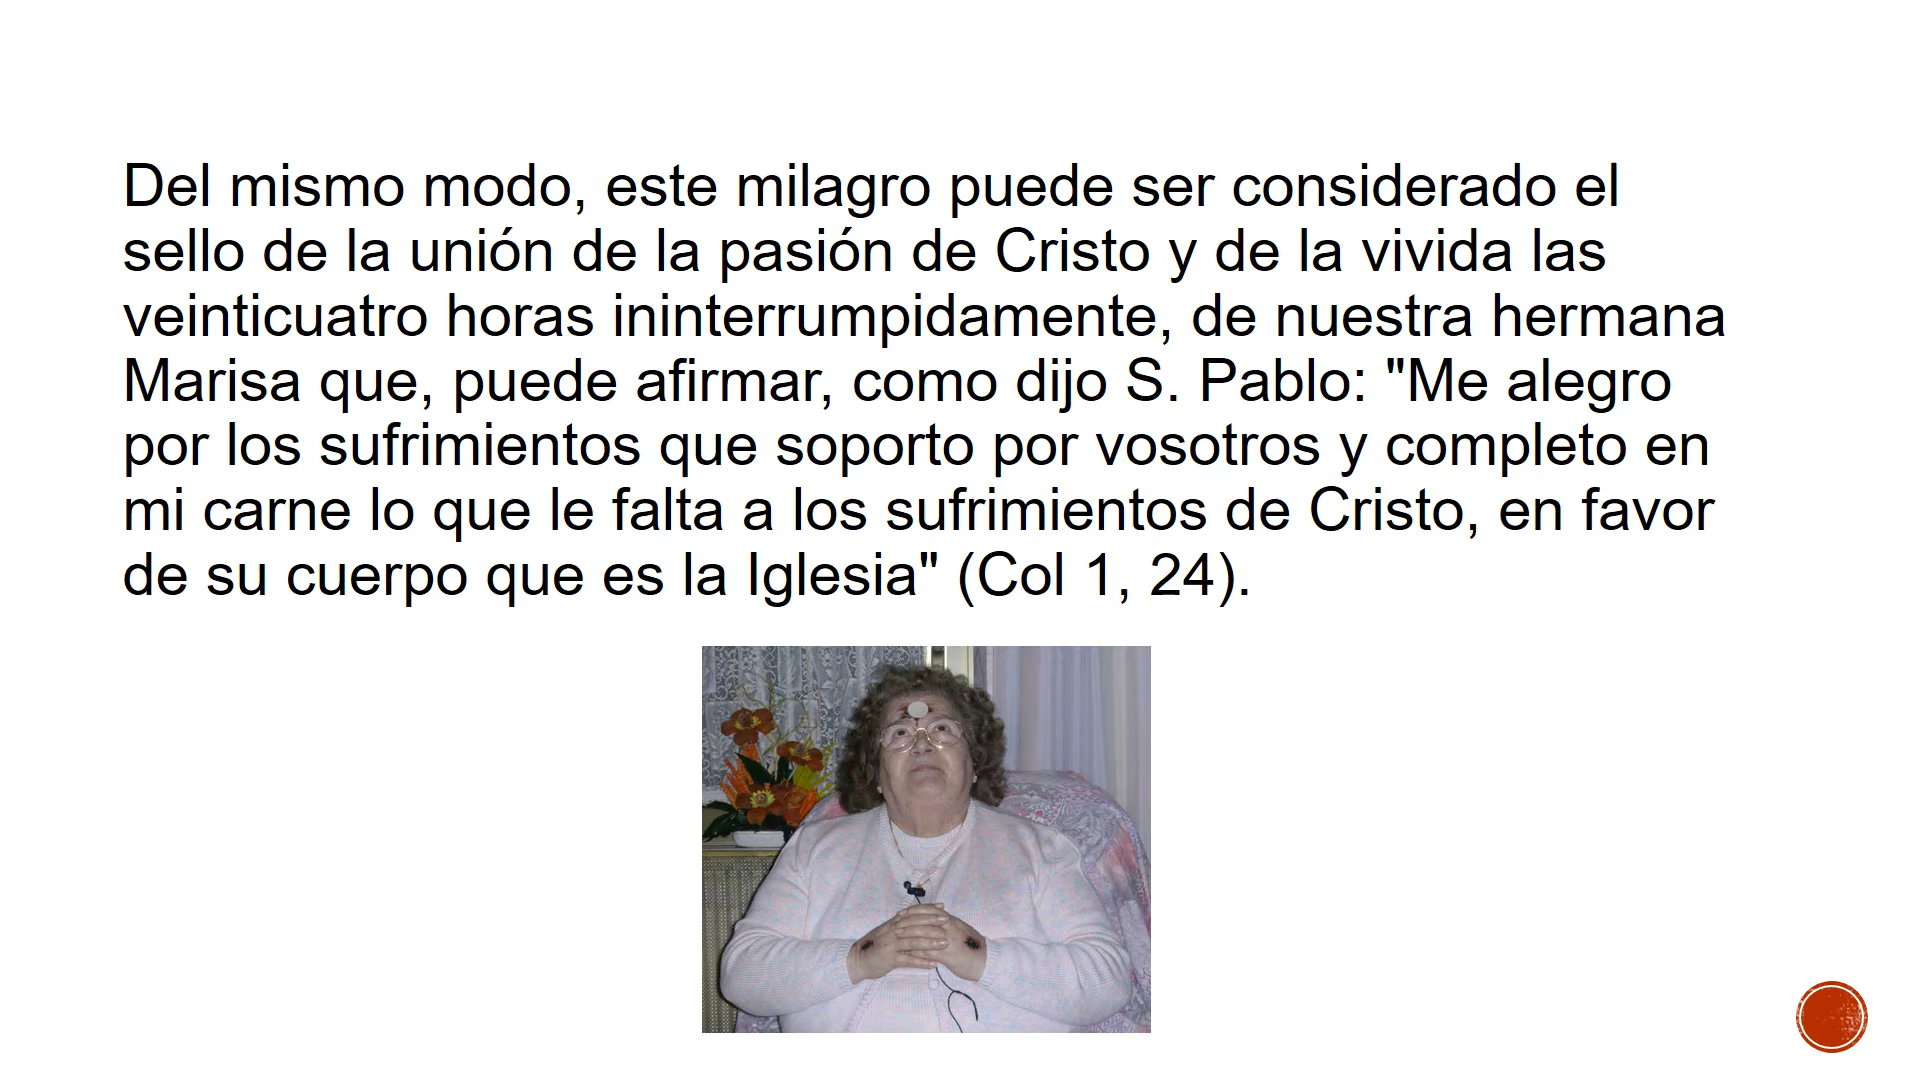 Del mismo modo, este milagro puede ser considerado el
sello de la unión de la pasión de Cristo y de la vivida las
veinticuatro horas ininterrumpidamente, de nuestra hermana
Marisa que, puede afirmar, como dijo S. Pablo: "Me alegro
por los sufrimientos que soporto por vosotros y completo en
mi carne lo que le falta a los sufrimientos de Cristo, en favor
de su cuerpo que es la Iglesia" (Col 1, 24).